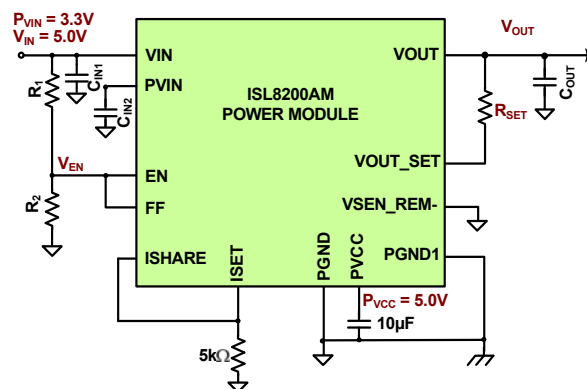 PVIN = 3.3V
VIN = 5.0V
R1
CIN1
CIN2
VEN
R2
VIN
PVIN
EN
FF
ISHARE
ISET
ISL8200AM
POWER MODULE
PGND
PVCC
VOUT
VOUT_SET
VSEN_REM-
PGND1
VOUT
RSET
COUT
PVCC = 5.0V
10µF
5kΩ